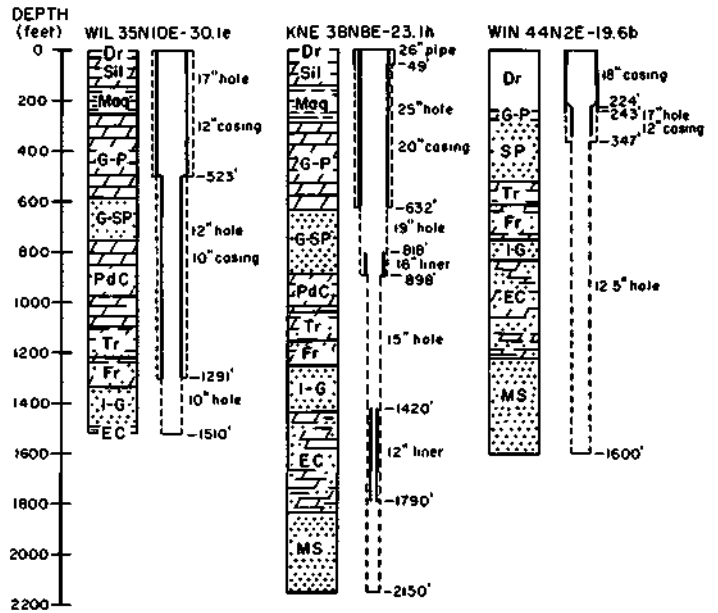 DEPTH
(feet)
0
200
400
600
800
1000
1200
1400
1600
1800
2000
2200
WIL 35N10E-30.1e
Dr
Sil
Maq
G-P
G-SP
PdC
Tr
Fr
I-G
EC
17" hole
12" casing
523'
12" hole
10" casing
1291'
10" hole
1510'
KNE 38N8E-23.1h
Dr
Sil
Maq
G-P
G-SP
PdC
Tr
Fr
I-G
EC
MS
26" pipe
49'
25" hole
20" casing
632'
19" hole
818'
16" liner
898'
15" hole
1420'
12" liner
1790'
2150'
WIN 44N2E-19.6b
Dr
G-P
SP
Tr
Fr
I-G
EC
MS
18" casing
224'
243'
17" hole
12" casing
347'
12.5" hole
1600'